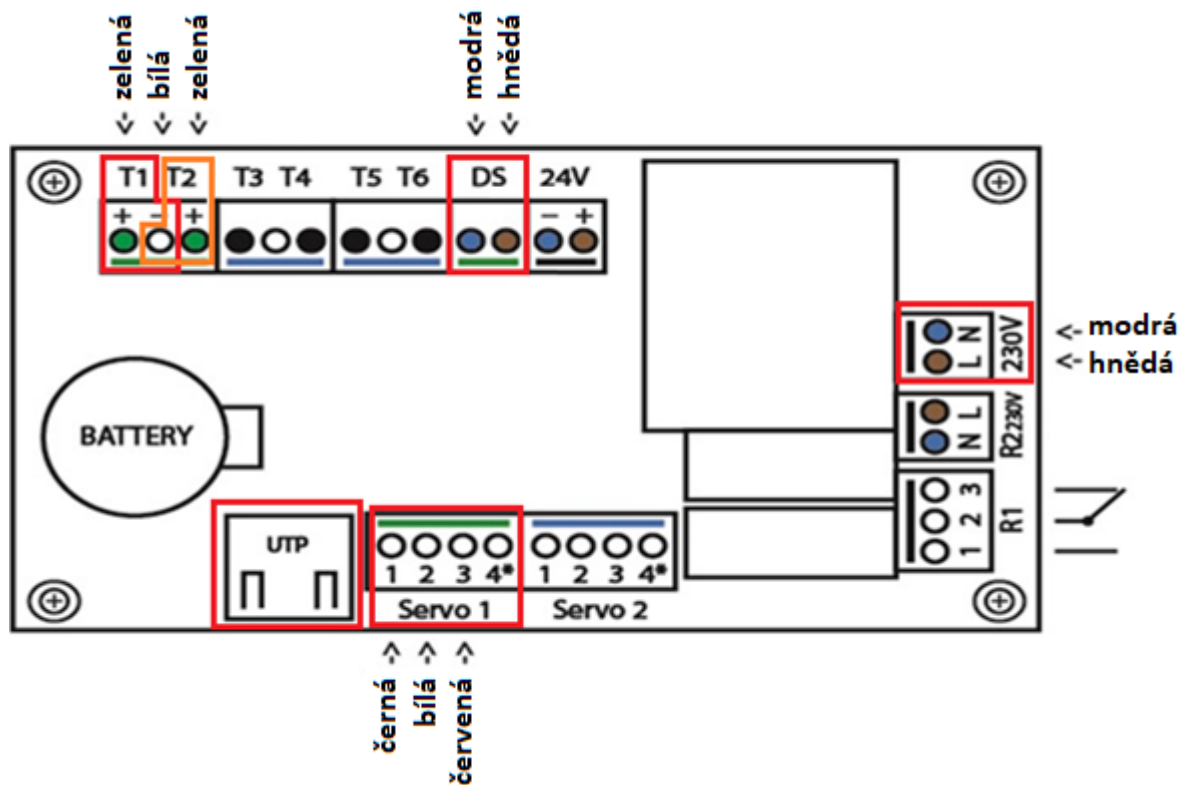 <- zelená
<- bílá
<- zelená
<- modrá
<- hnědá
T1 T2 T3 T4 T5 T6 DS 24V
+ - + - +
BATTERY
N
L
230V
<- modrá
<- hnědá
L
N
R2 230V
3
2
1
R1
UTP
1 2 3 4* 1 2 3 4*
Servo 1 Servo 2
černá ->
bílá ->
červená ->